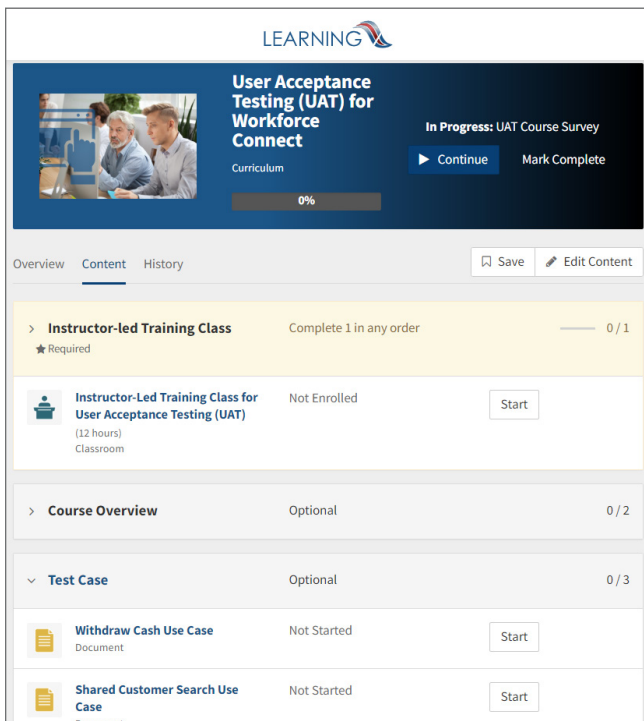 LEARNING
User Acceptance
Testing (UAT) for
Workforce
Connect
Curriculum
0%
In Progress: UAT Course Survey
Continue
Mark Complete
Overview
Content
History
Save
Edit Content
Instructor-led Training Class
Complete 1 in any order
0 / 1
Required
Instructor-Led Training Class for
User Acceptance Testing (UAT)
(12 hours)
Classroom
Not Enrolled
Start
Course Overview
Optional
0 / 2
Test Case
Optional
0 / 3
Withdraw Cash Use Case
Document
Not Started
Start
Shared Customer Search Use
Case
Not Started
Start